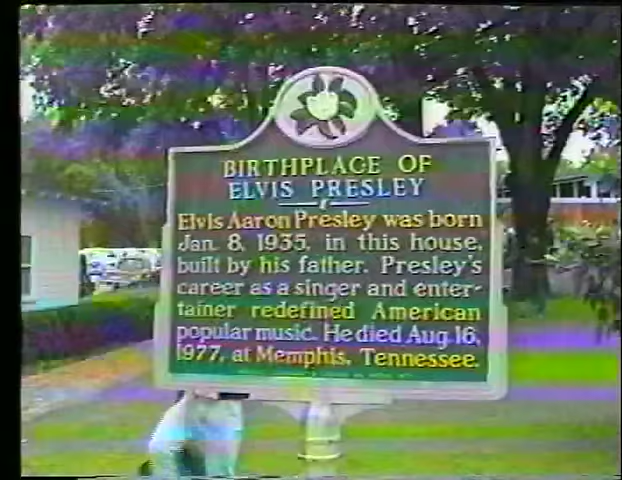 BIRTHPLACE OF
ELVIS PRESLEY
Elvis Aaron Presley was born
Jan. 8, 1935, in this house,
built by his father. Presley's
career as a singer and enter-
tainer redefined American
popular music. He died Aug. 16,
1977, at Memphis, Tennessee.